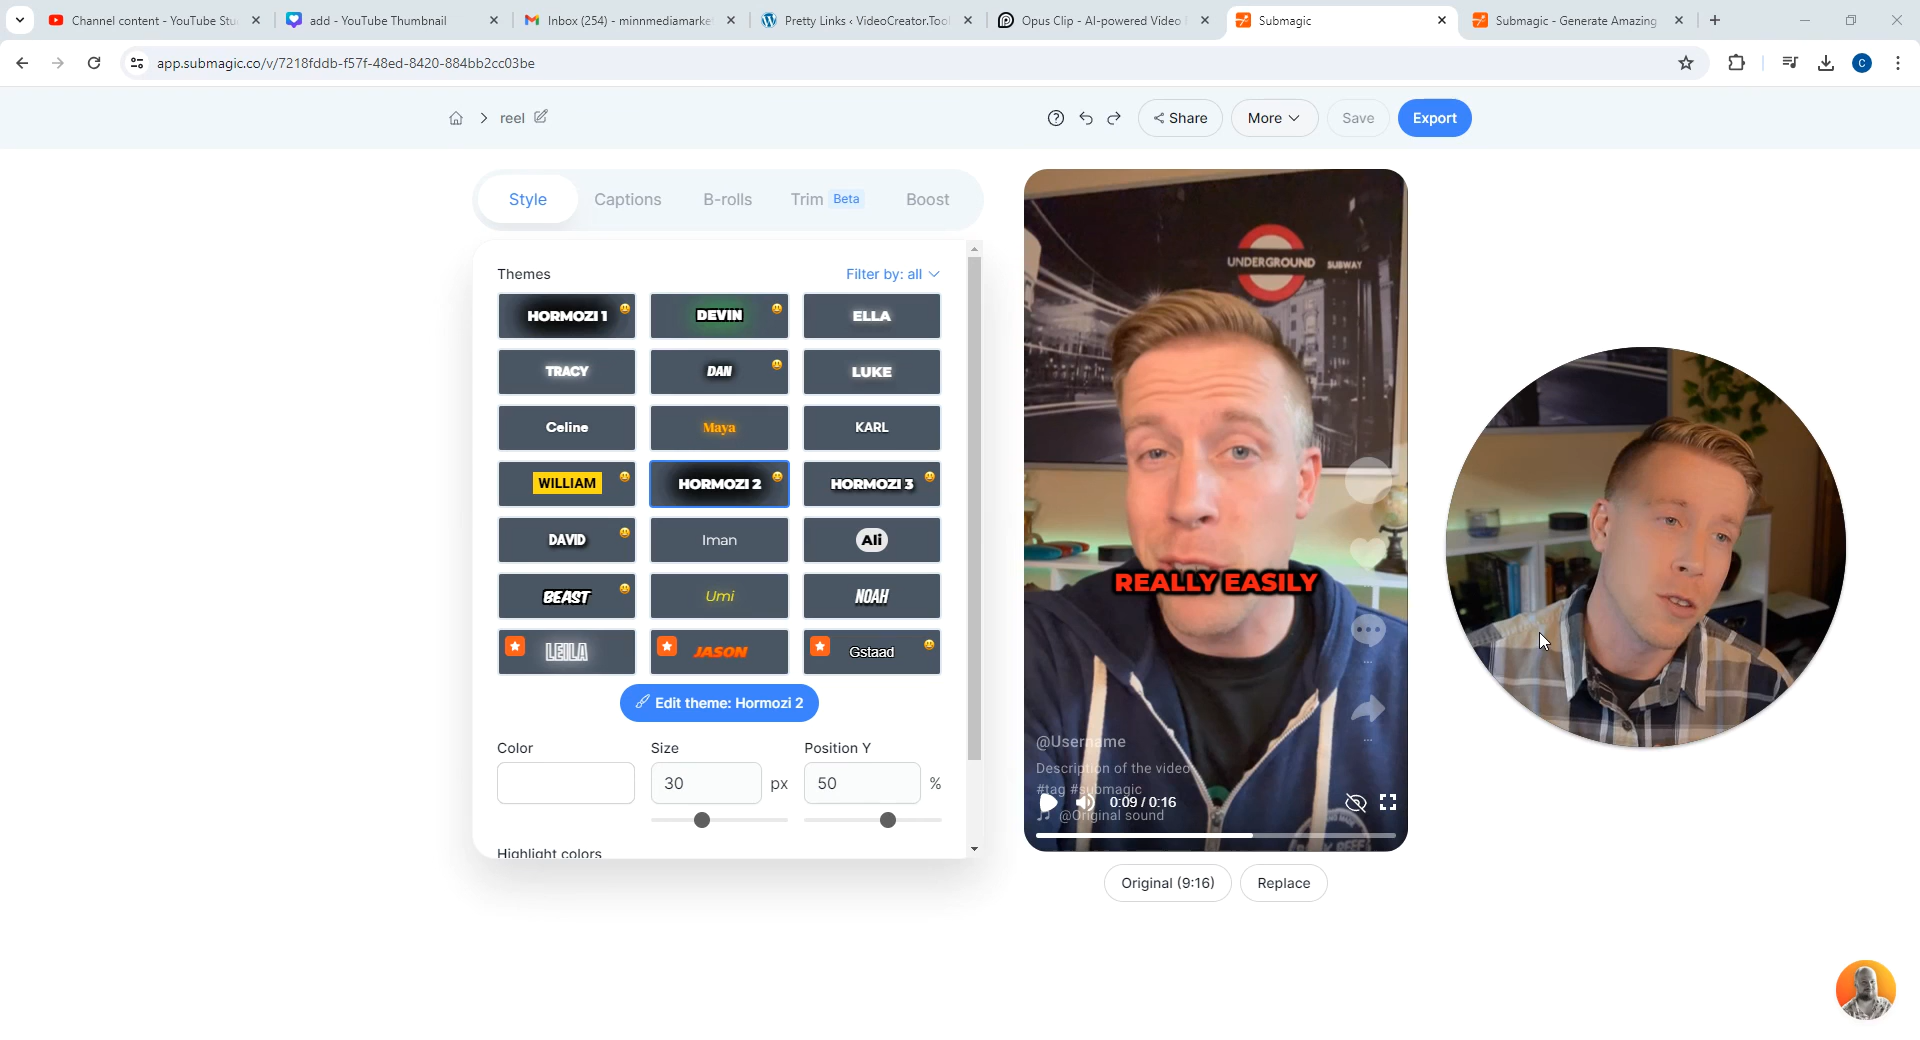 Channel content - YouTube Stu
add - YouTube Thumbnail
Inbox (254) - minnmediamarke
Pretty Links ‹ VideoCreator.Tool
Opus Clip - AI-powered Video
Submagic
Submagic - Generate Amazing
app.submagic.co/v/7218fddb-f57f-48ed-8420-884bb2cc03be
C
reel
Share
More
Save
Export
Style
Captions
B-rolls
Trim Beta
Boost
Themes
Filter by: all
HORMOZI 1
DEVIN
ELLA
TRACY
DAN
LUKE
Celine
Maya
KARL
WILLIAM
HORMOZI 2
HORMOZI 3
DAVID
Iman
Ali
BEAST
Umi
NOAH
LEILA
JASON
Gstaad
Edit theme: Hormozi 2
Color
Size
Position Y
30
px
50
%
Highlight colors
UNDERGROUND SUBWAY
REALLY EASILY
...
...
@Username
Description of the video
#tag #submagic
0:09 / 0:16
@Original sound
Original (9:16)
Replace